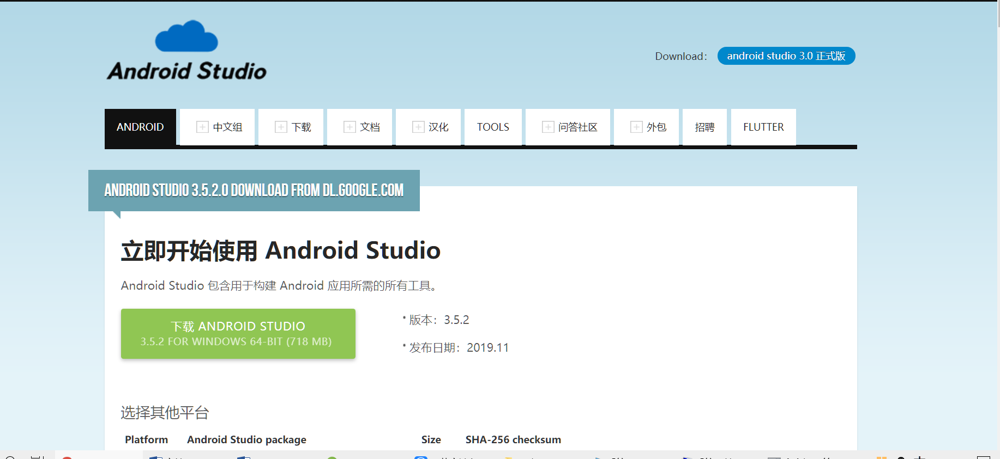 Android Studio
Download： android studio 3.0 正式版
ANDROID 中文组 下载 文档 汉化 TOOLS 问答社区 外包 招聘 FLUTTER
ANDROID STUDIO 3.5.2.0 DOWNLOAD FROM DL.GOOGLE.COM
立即开始使用 Android Studio
Android Studio 包含用于构建 Android 应用所需的所有工具。
下载 ANDROID STUDIO
3.5.2 FOR WINDOWS 64-BIT (718 MB)
• 版本：3.5.2
• 发布日期：2019.11
选择其他平台
Platform Android Studio package Size SHA-256 checksum